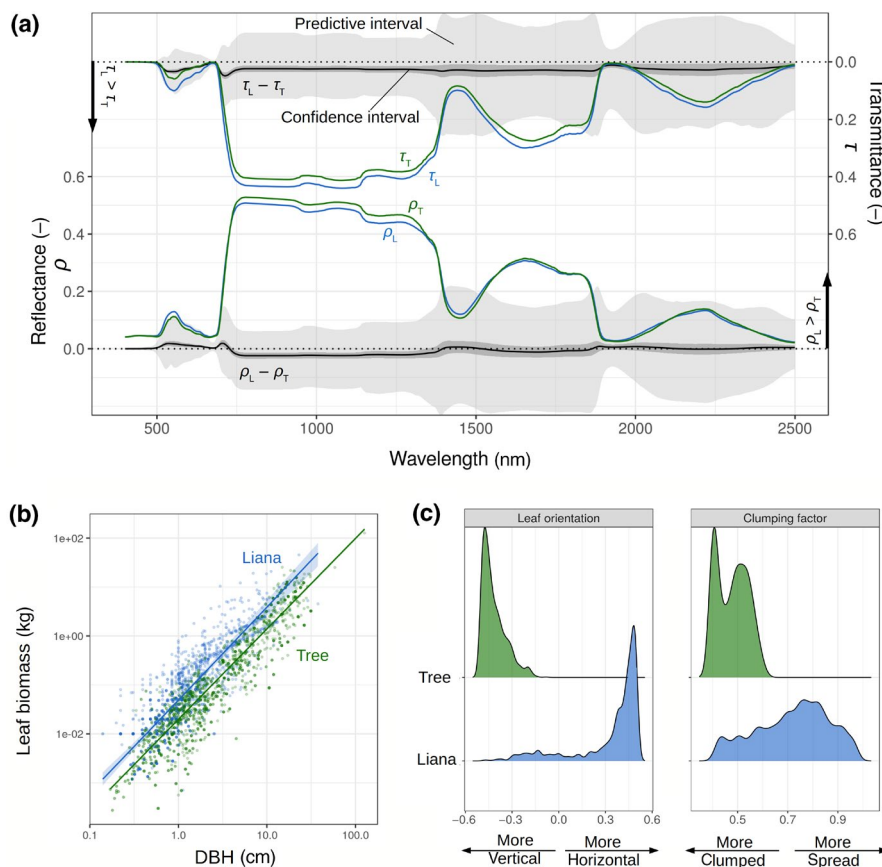 (a)
Predictive interval
τL > τT
τL − τT
Confidence interval
τT
τL
ρT
ρL
ρL − ρT
ρL > ρT
0.6
0.4
0.2
0.0
Reflectance (–)
ρ
0.0
0.2
0.4
0.6
Transmittance (–)
τ
500
1000
1500
2000
2500
Wavelength (nm)
(b)
Liana
Tree
1e+02
1e+00
1e−02
Leaf biomass (kg)
0.1
1.0
10.0
100.0
DBH (cm)
(c)
Leaf orientation
Clumping factor
Tree
Liana
−0.6
−0.3
0.0
0.3
0.6
0.5
0.7
0.9
More
Vertical
More
Horizontal
More
Clumped
More
Spread